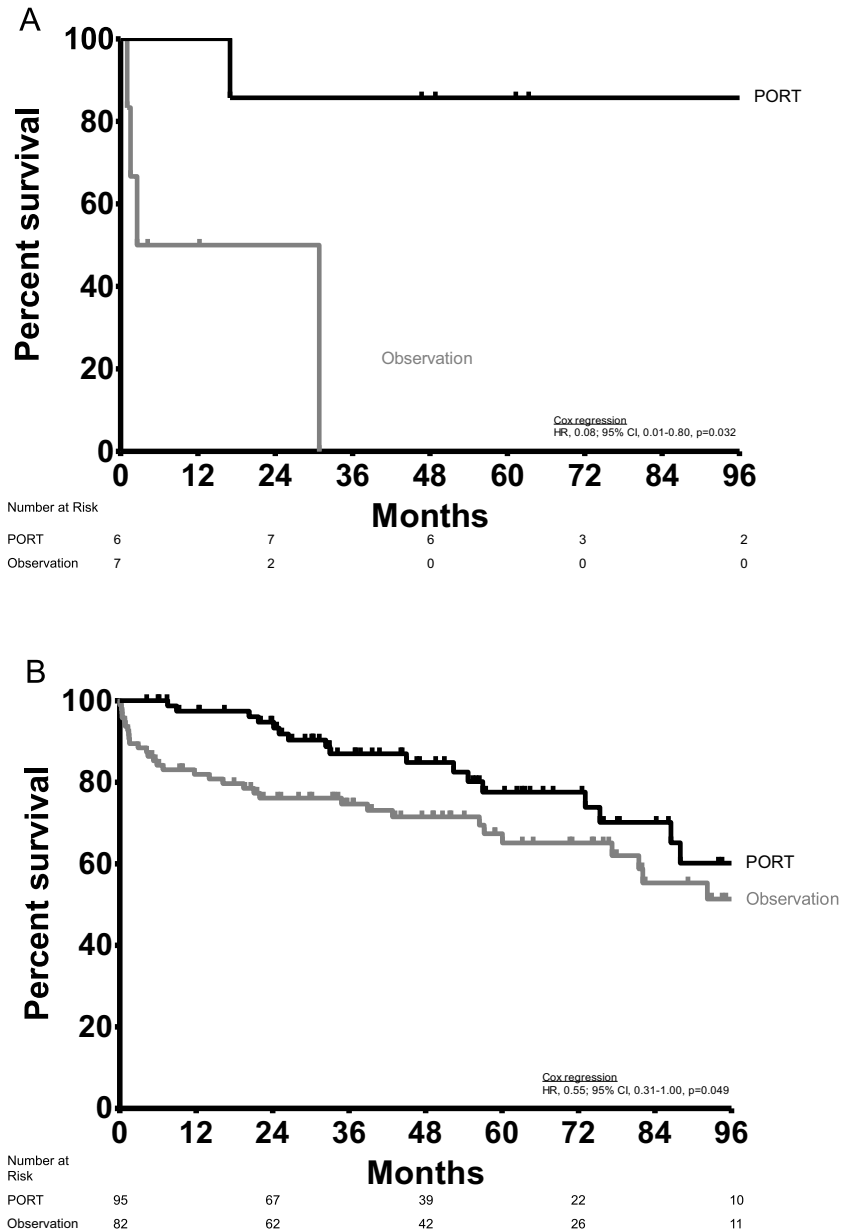 A
100
80
60
40
20
0
Percent survival
PORT
Observation
Cox regression
HR, 0.08; 95% CI, 0.01-0.80, p=0.032
0 12 24 36 48 60 72 84 96
Months
Number at Risk
PORT 6 7 6 3 2
Observation 7 2 0 0 0
B
100
80
60
40
20
0
Percent survival
PORT
Observation
Cox regression
HR, 0.55; 95% CI, 0.31-1.00, p=0.049
0 12 24 36 48 60 72 84 96
Months
Number at
Risk
PORT 95 67 39 22 10
Observation 82 62 42 26 11